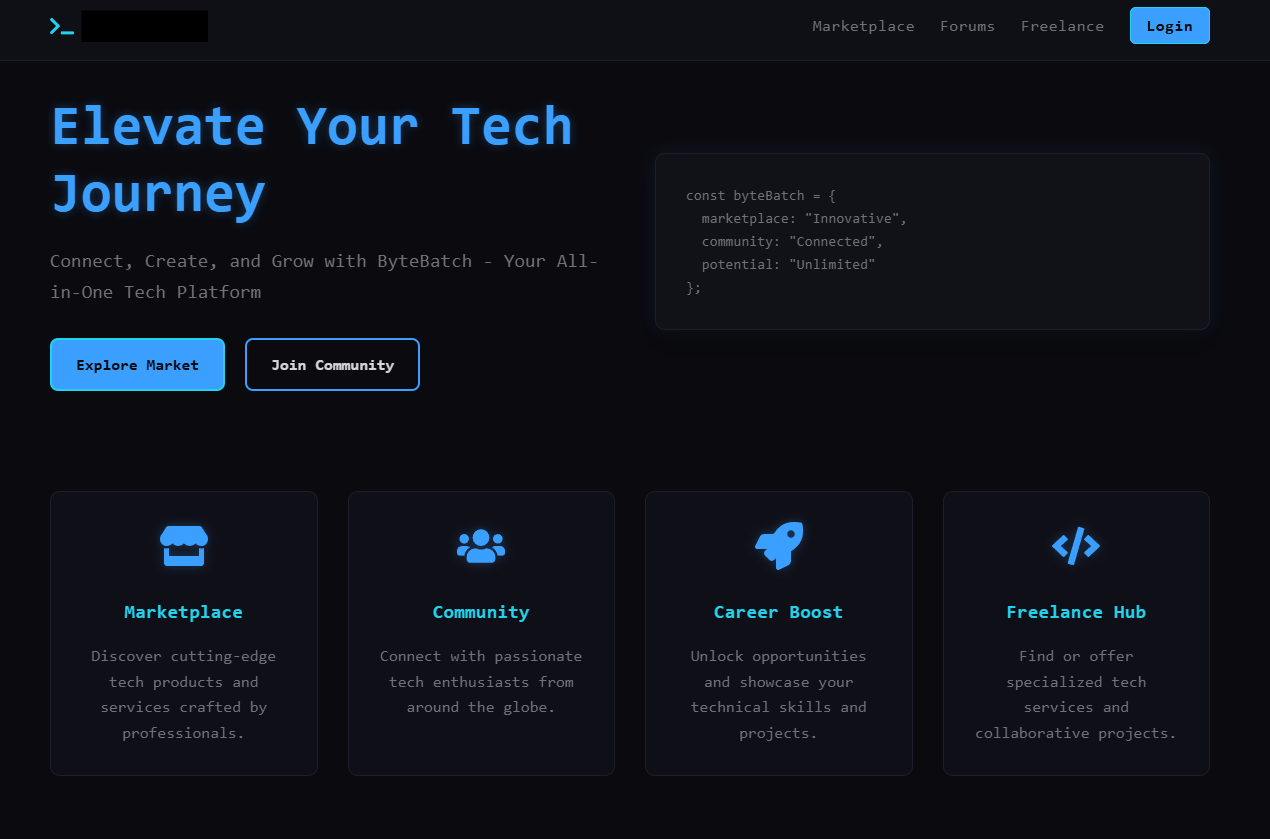 Marketplace Forums Freelance Login
Elevate Your Tech
Journey
Connect, Create, and Grow with ByteBatch - Your All-
in-One Tech Platform
Explore Market Join Community
const byteBatch = {
  marketplace: "Innovative",
  community: "Connected",
  potential: "Unlimited"
};
Marketplace
Discover cutting-edge
tech products and
services crafted by
professionals.
Community
Connect with passionate
tech enthusiasts from
around the globe.
Career Boost
Unlock opportunities
and showcase your
technical skills and
projects.
Freelance Hub
Find or offer
specialized tech
services and
collaborative projects.